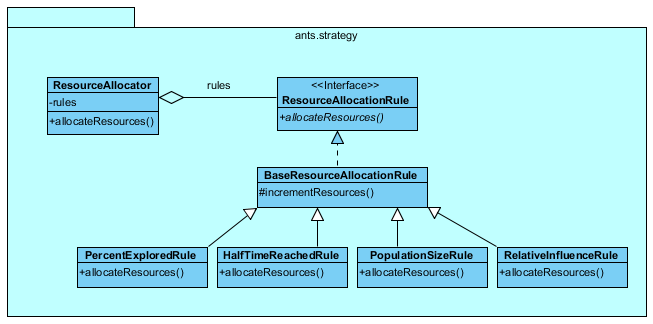 ants.strategy
ResourceAllocator
-rules
+allocateResources()
rules
<<Interface>>
ResourceAllocationRule
+allocateResources()
BaseResourceAllocationRule
#incrementResources()
PercentExploredRule
+allocateResources()
HalfTimeReachedRule
+allocateResources()
PopulationSizeRule
+allocateResources()
RelativeInfluenceRule
+allocateResources()